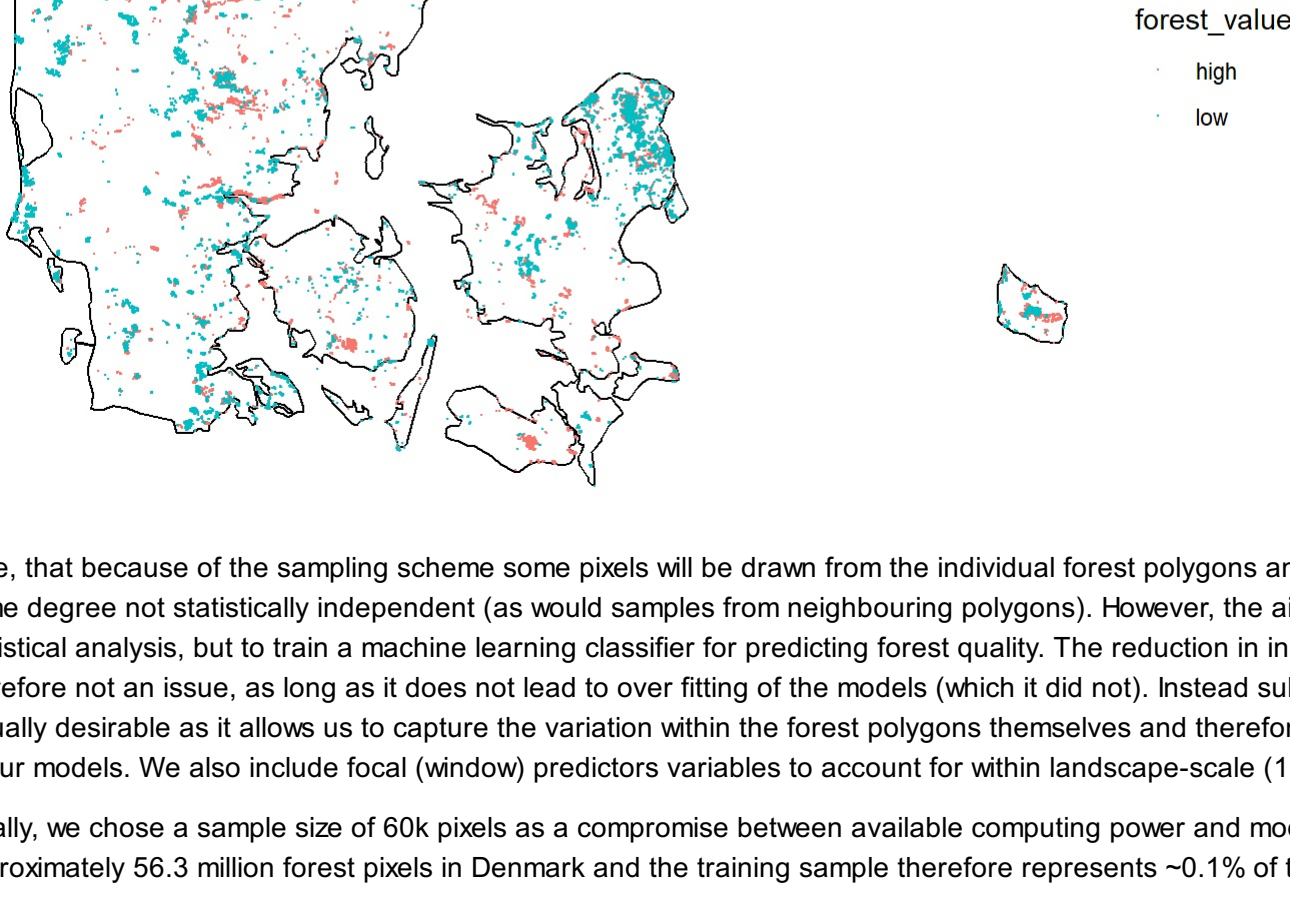 forest_value
high
low
e, that because of the sampling scheme some pixels will be drawn from the individual forest polygons ar
ne degree not statistically independent (as would samples from neighbouring polygons). However, the ai
istical analysis, but to train a machine learning classifier for predicting forest quality. The reduction in in
efore not an issue, as long as it does not lead to over fitting of the models (which it did not). Instead sul
ually desirable as it allows us to capture the variation within the forest polygons themselves and therefor
ur models. We also include focal (window) predictors variables to account for within landscape-scale (1
ally, we chose a sample size of 60k pixels as a compromise between available computing power and mo
roximately 56.3 million forest pixels in Denmark and the training sample therefore represents ~0.1% of t